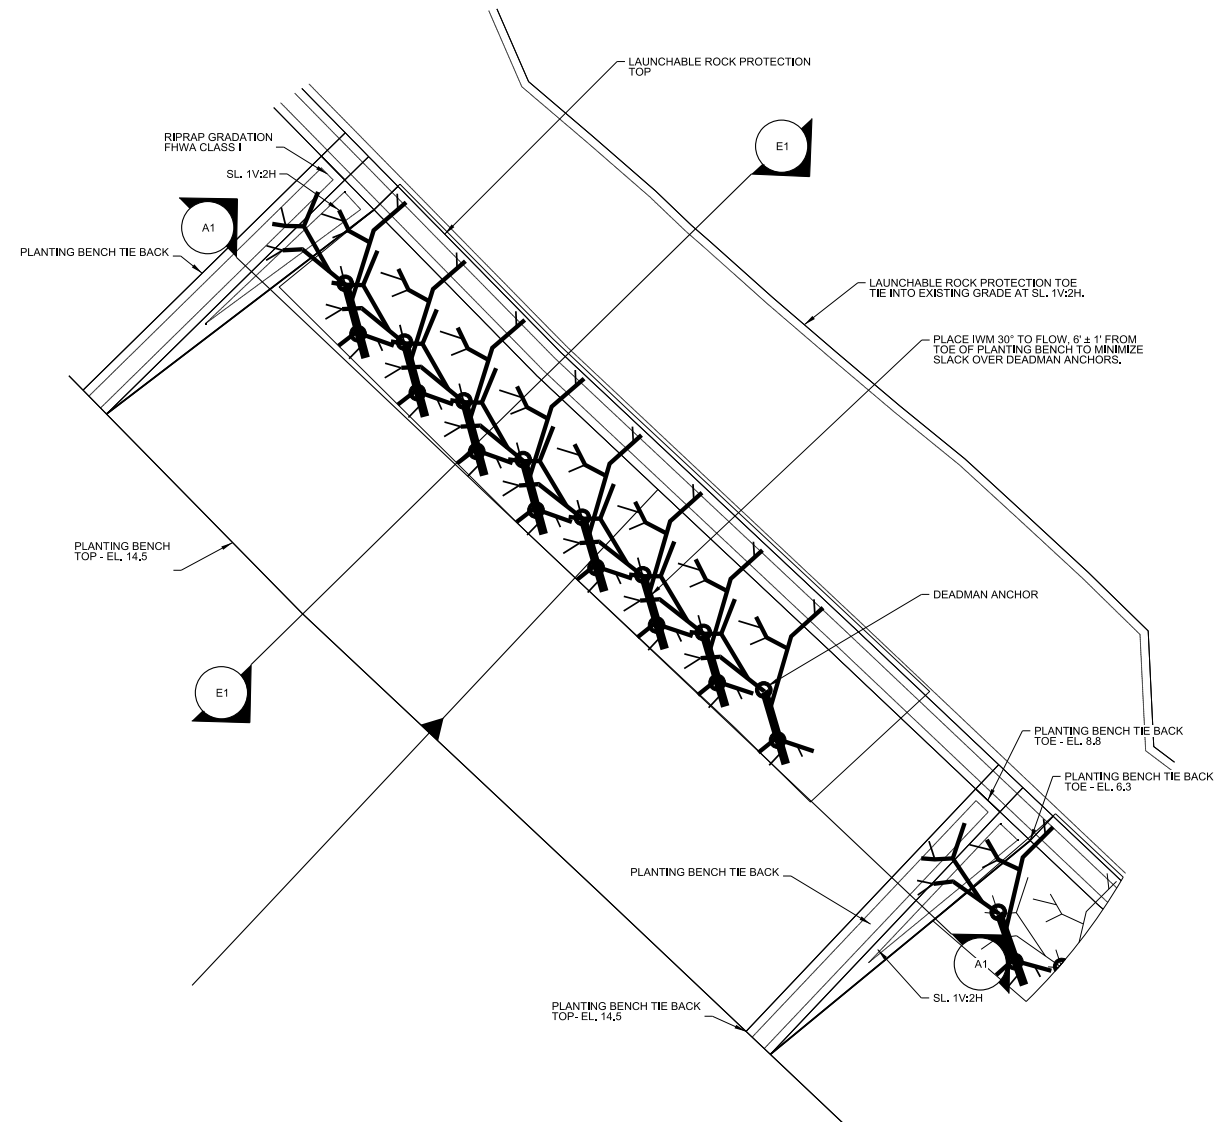 LAUNCHABLE ROCK PROTECTION
TOP
RIPRAP GRADATION
FHWA CLASS I
E1
SL. 1V:2H
A1
PLANTING BENCH TIE BACK
LAUNCHABLE ROCK PROTECTION TOE
TIE INTO EXISTING GRADE AT SL. 1V:2H.
PLACE IWM 30° TO FLOW, 6' ± 1' FROM
TOE OF PLANTING BENCH TO MINIMIZE
SLACK OVER DEADMAN ANCHORS.
PLANTING BENCH
TOP - EL. 14.5
DEADMAN ANCHOR
E1
PLANTING BENCH TIE BACK
TOE - EL. 8.8
PLANTING BENCH TIE BACK
TOE - EL. 6.3
PLANTING BENCH TIE BACK
A1
SL. 1V:2H
PLANTING BENCH TIE BACK
TOP- EL. 14.5